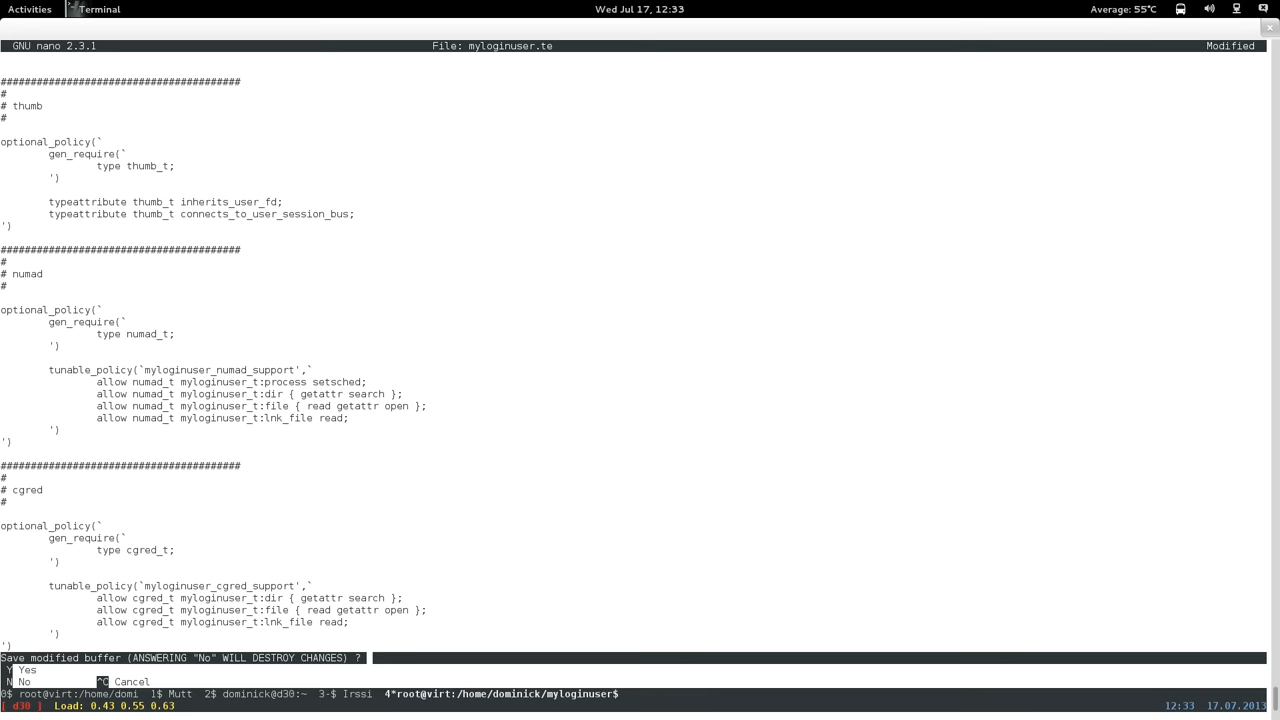 Activities Terminal Wed Jul 17, 12:33 Average: 55°C
GNU nano 2.3.1 File: myloginuser.te Modified
########################################
#
# thumb
#
optional_policy(`
gen_require(`
type thumb_t;
')
typeattribute thumb_t inherits_user_fd;
typeattribute thumb_t connects_to_user_session_bus;
')
########################################
#
# numad
#
optional_policy(`
gen_require(`
type numad_t;
')
tunable_policy(`myloginuser_numad_support',`
allow numad_t myloginuser_t:process setsched;
allow numad_t myloginuser_t:dir { getattr search };
allow numad_t myloginuser_t:file { read getattr open };
allow numad_t myloginuser_t:lnk_file read;
')
')
########################################
#
# cgred
#
optional_policy(`
gen_require(`
type cgred_t;
')
tunable_policy(`myloginuser_cgred_support',`
allow cgred_t myloginuser_t:dir { getattr search };
allow cgred_t myloginuser_t:file { read getattr open };
allow cgred_t myloginuser_t:lnk_file read;
')
')
Save modified buffer (ANSWERING "No" WILL DESTROY CHANGES) ?
Y Yes
N No ^C Cancel
0$ root@virt:/home/domi 1$ Mutt 2$ dominick@d30:~ 3-$ Irssi 4*root@virt:/home/dominick/myloginuser$
[ d30 ] Load: 0.43 0.55 0.63 12:33 17.07.2013